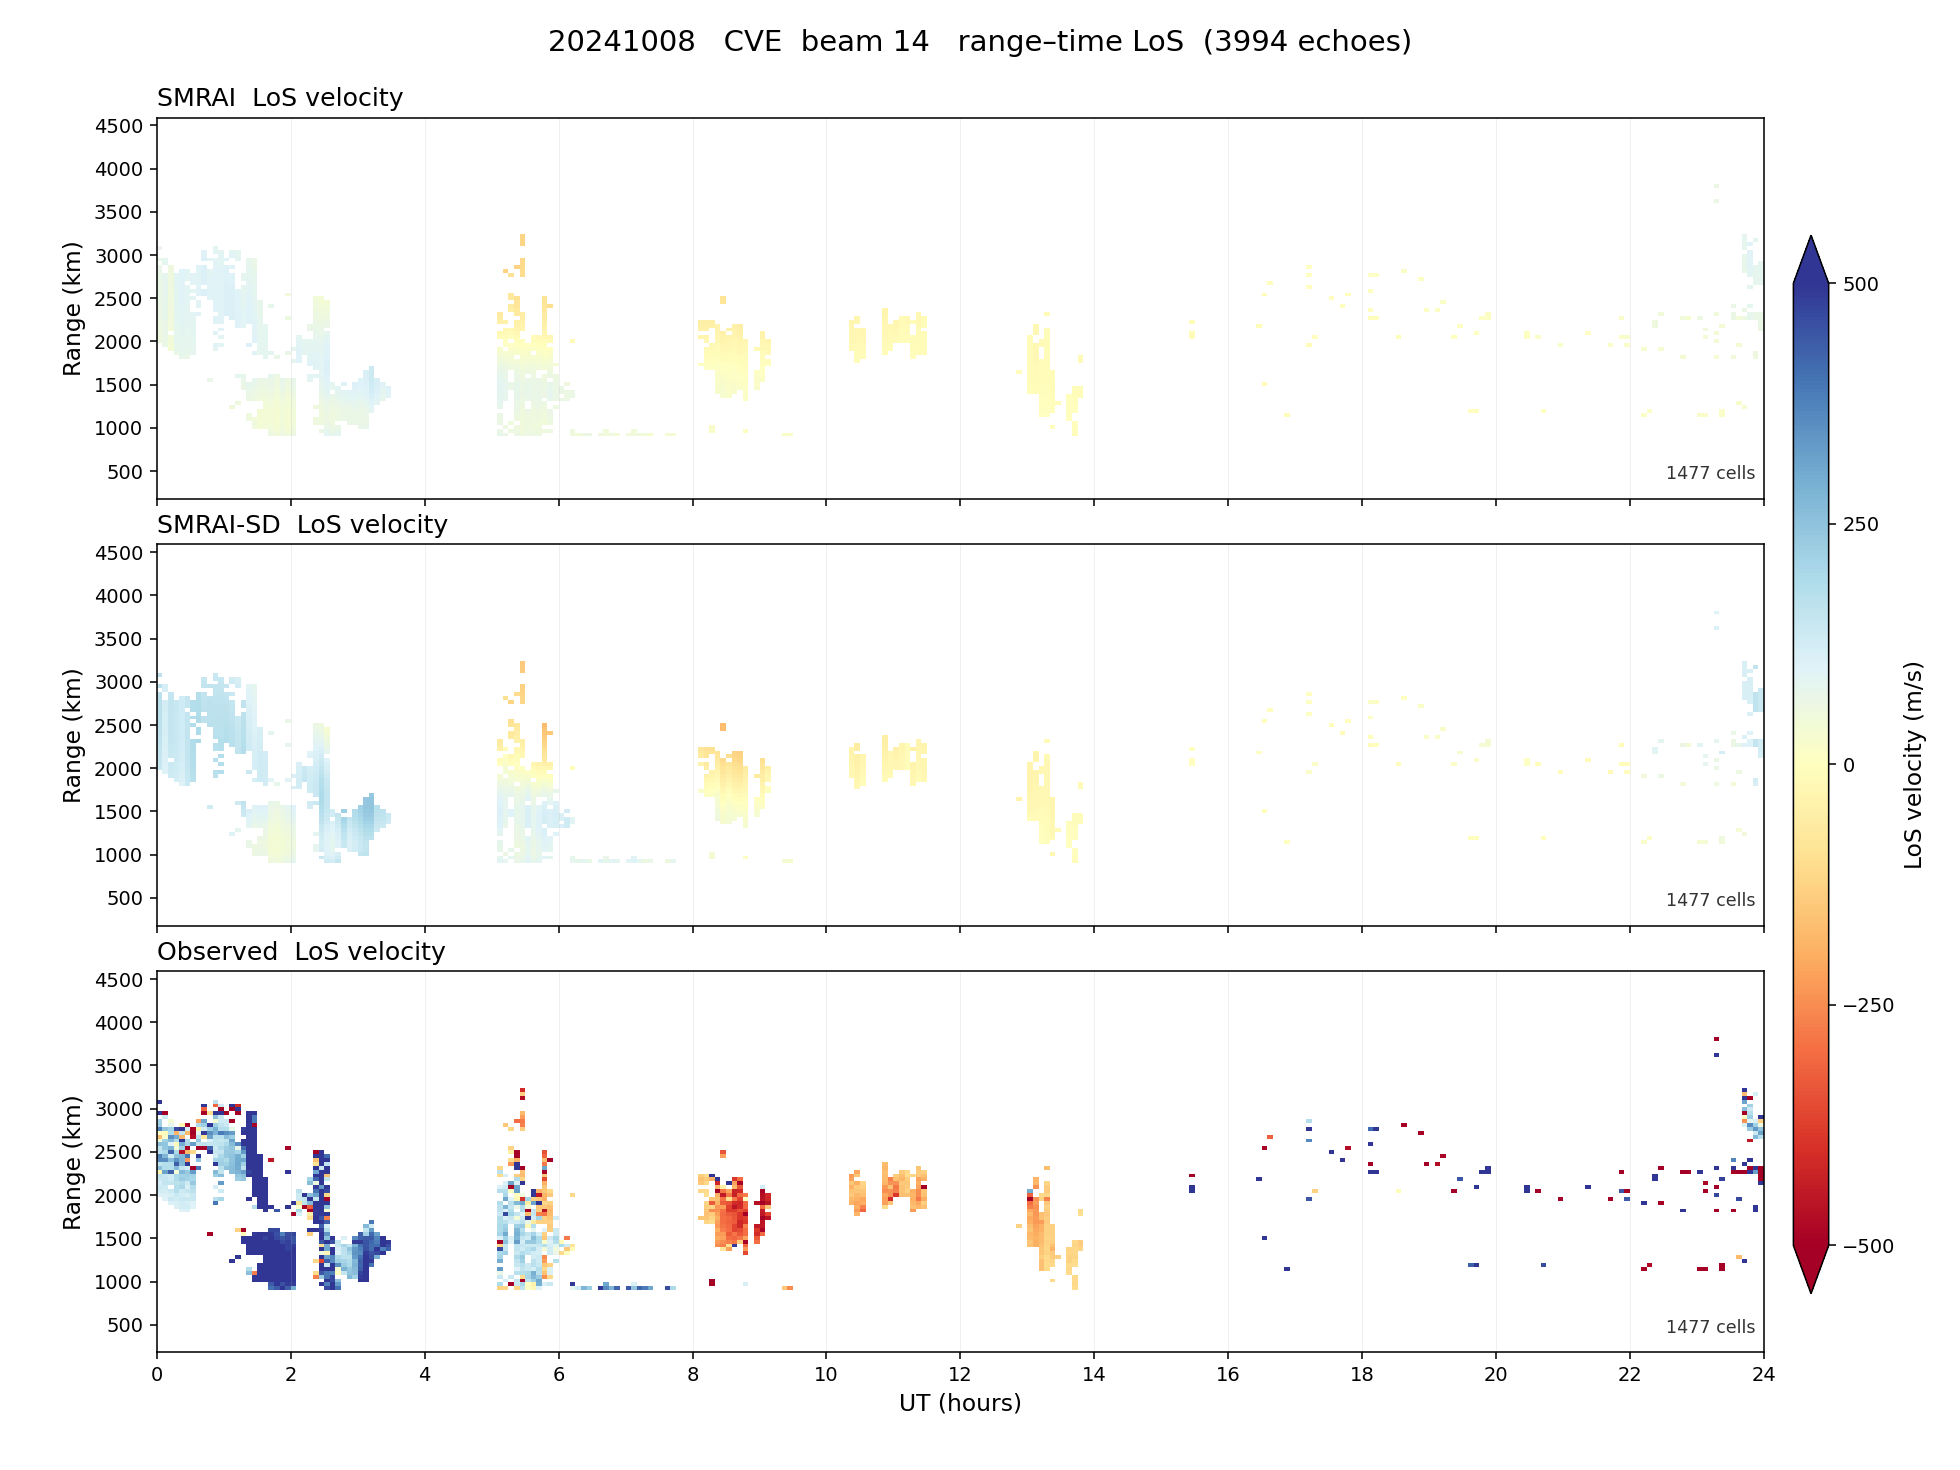 20241008   CVE  beam 14   range–time LoS  (3994 echoes)
SMRAI  LoS velocity
4500
4000
3500
3000
2500
2000
1500
1000
500
Range (km)
1477 cells
SMRAI-SD  LoS velocity
4500
4000
3500
3000
2500
2000
1500
1000
500
Range (km)
1477 cells
Observed  LoS velocity
4500
4000
3500
3000
2500
2000
1500
1000
500
Range (km)
1477 cells
0 2 4 6 8 10 12 14 16 18 20 22 24
UT (hours)
500
250
0
−250
−500
LoS velocity (m/s)